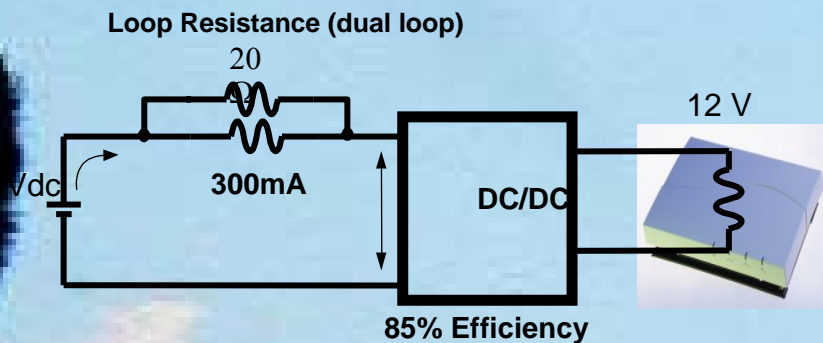 Loop Resistance (dual loop)
20
Ω
12 V
Vdc
300mA
DC/DC
85% Efficiency